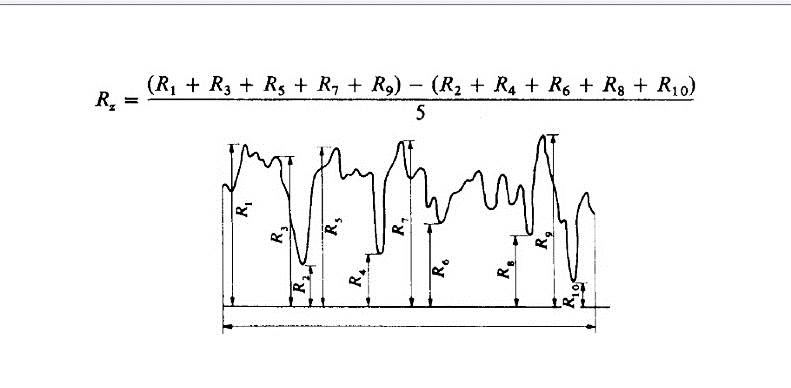 R_z = (R_1 + R_3 + R_5 + R_7 + R_9) − (R_2 + R_4 + R_6 + R_8 + R_10) / 5
R_1
R_3
R_2
R_5
R_4
R_7
R_6
R_8
R_9
R_10